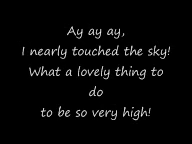 Ay ay ay,
I nearly touched the sky!
What a lovely thing to
do
to be so very high!